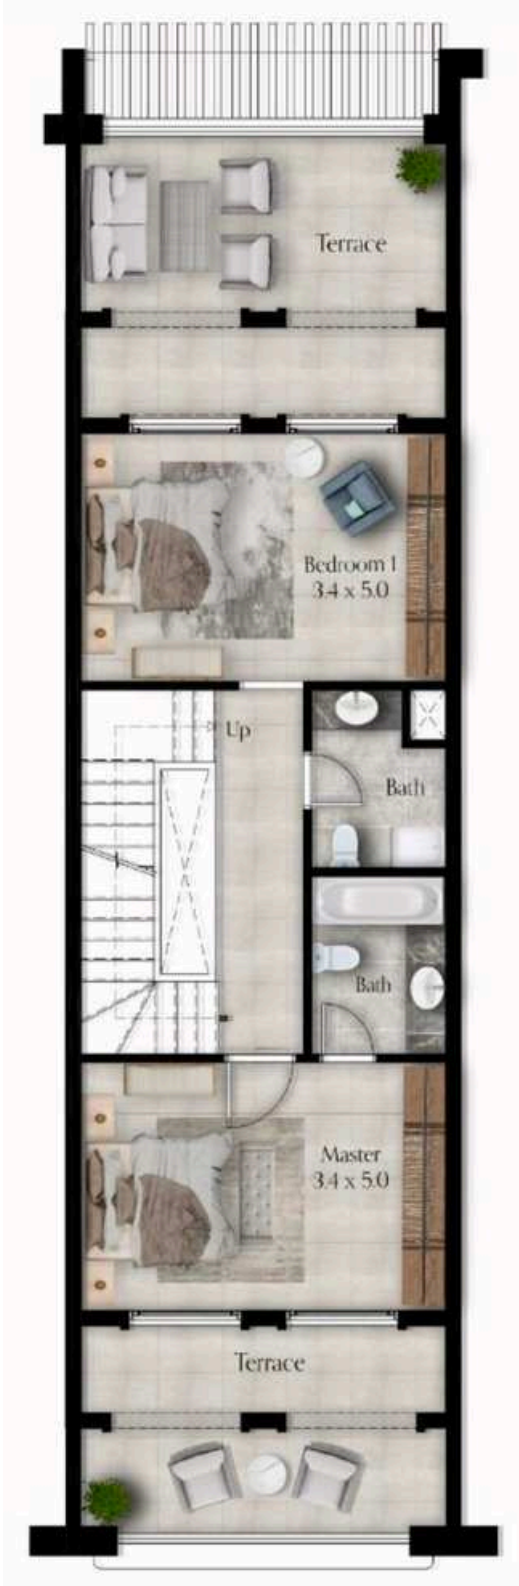 Terrace
Bedroom 1
3.4 x 5.0
Up
Bath
Bath
Master
3.4 x 5.0
Terrace